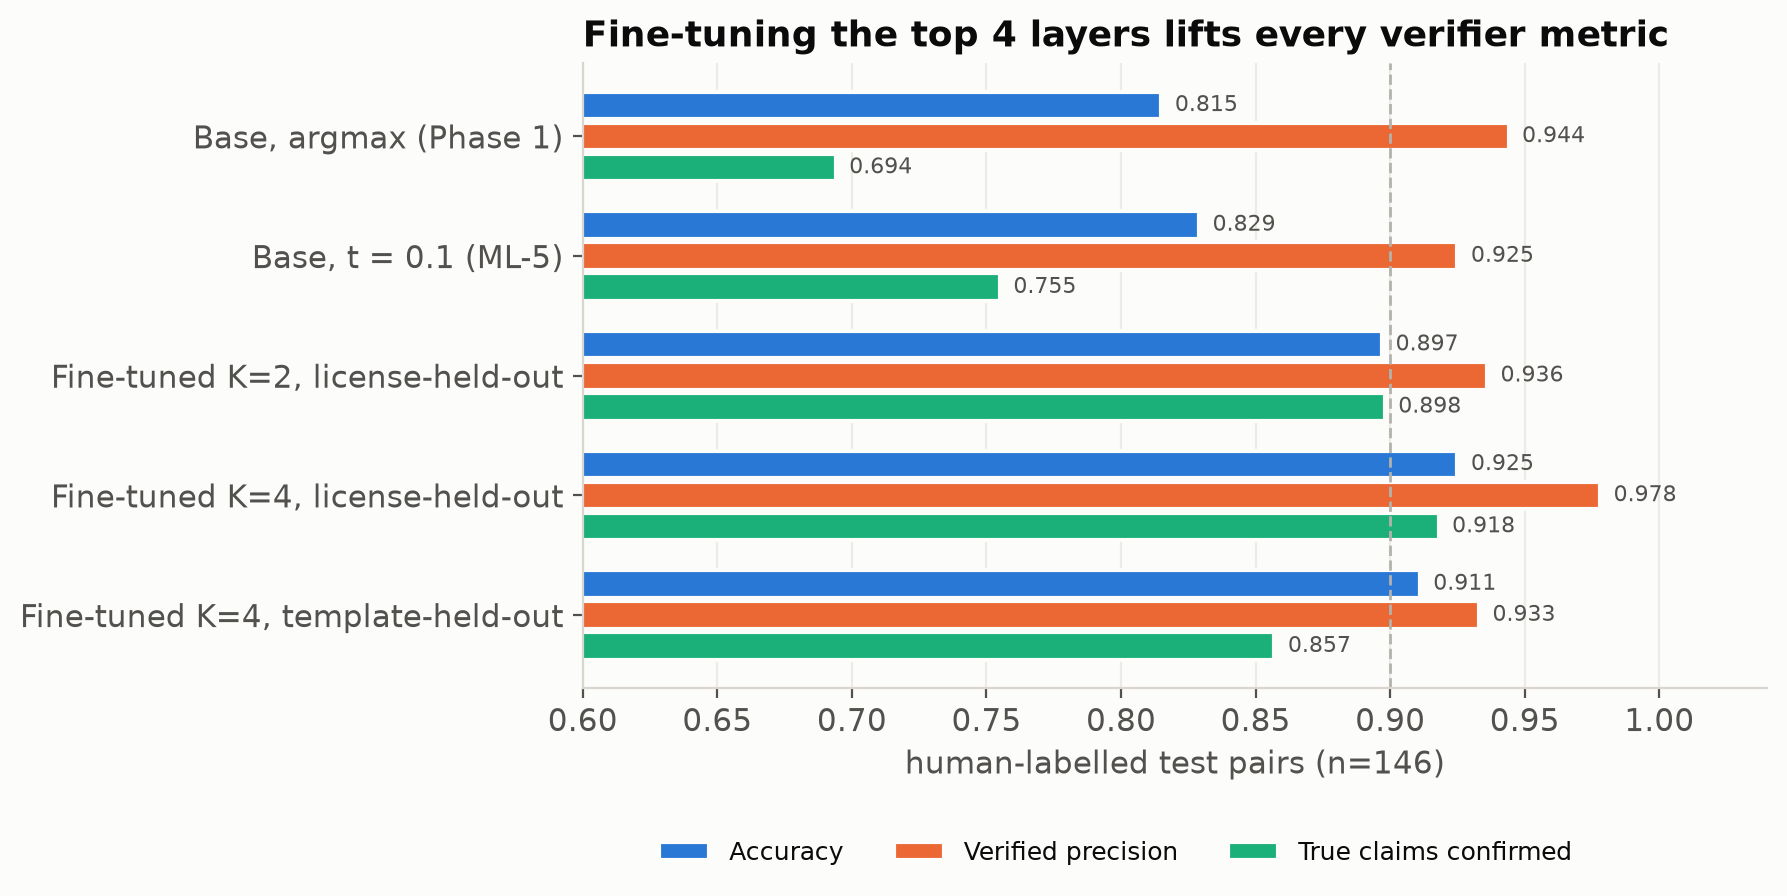 Fine-tuning the top 4 layers lifts every verifier metric
Base, argmax (Phase 1)
0.815
0.944
0.694
Base, t = 0.1 (ML-5)
0.829
0.925
0.755
Fine-tuned K=2, license-held-out
0.897
0.936
0.898
Fine-tuned K=4, license-held-out
0.925
0.978
0.918
Fine-tuned K=4, template-held-out
0.911
0.933
0.857
0.60 0.65 0.70 0.75 0.80 0.85 0.90 0.95 1.00
human-labelled test pairs (n=146)
Accuracy Verified precision True claims confirmed